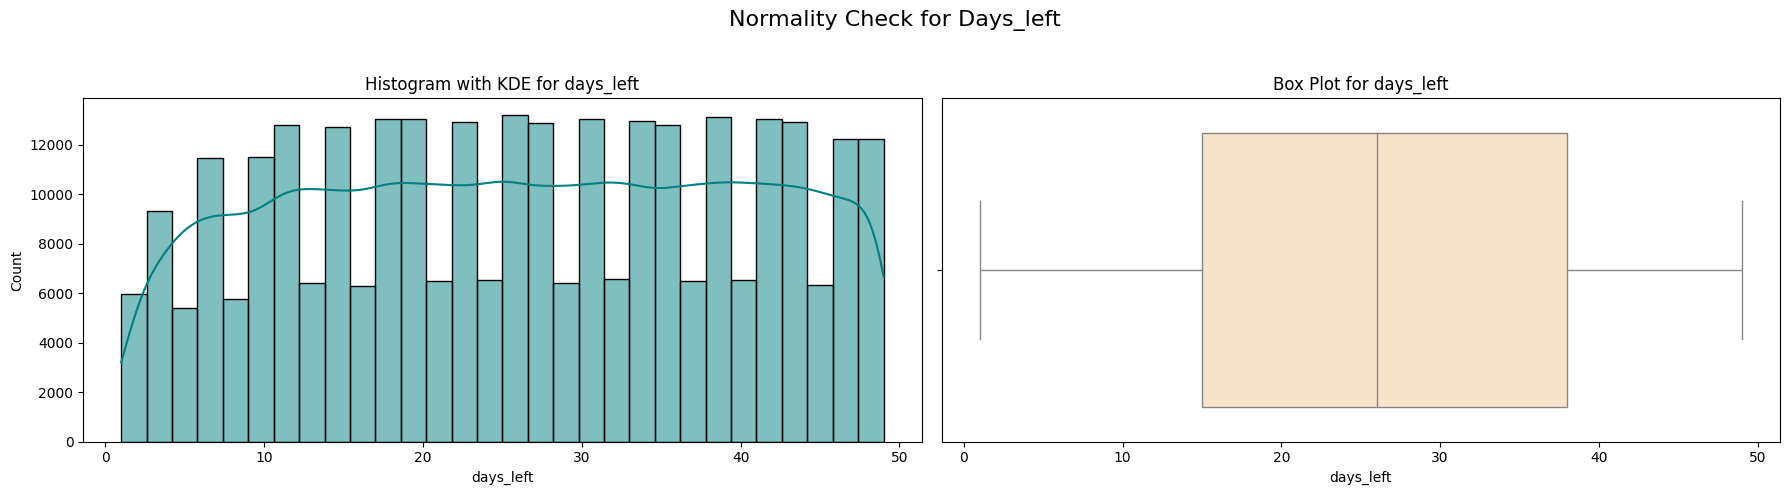 Normality Check for Days_left
Histogram with KDE for days_left
Count
12000
10000
8000
6000
4000
2000
0
0 10 20 30 40 50
days_left
Box Plot for days_left
0 10 20 30 40 50
days_left